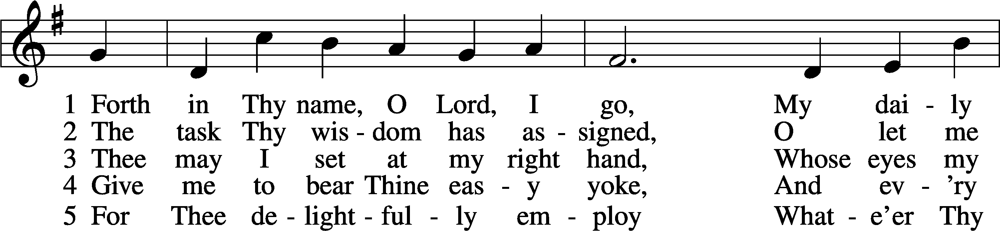 1 Forth in Thy name, O Lord, I go, My dai - ly
2 The task Thy wis - dom has as - signed, O let me
3 Thee may I set at my right hand, Whose eyes my
4 Give me to bear Thine eas - y yoke, And ev - ’ry
5 For Thee de - light - ful - ly em - ploy What - e’er Thy